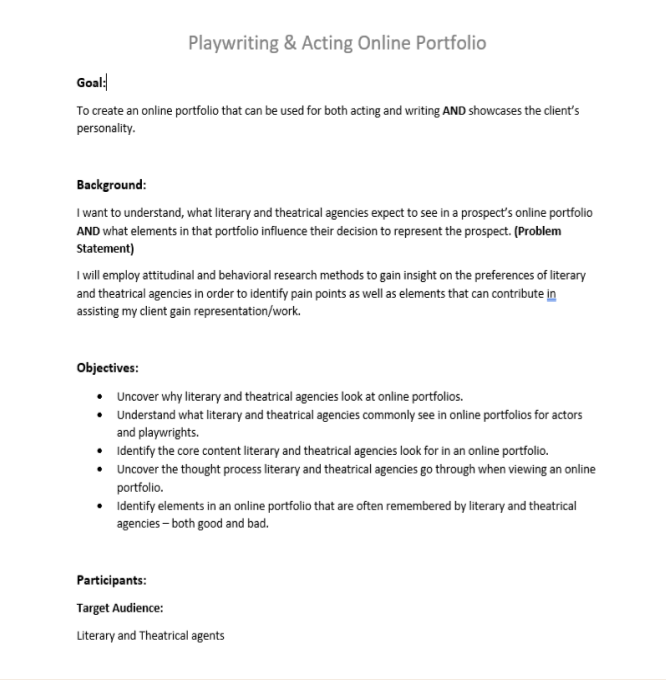 Playwriting & Acting Online Portfolio
Goal:
To create an online portfolio that can be used for both acting and writing AND showcases the client's
personality.
Background:
I want to understand, what literary and theatrical agencies expect to see in a prospect's online portfolio
AND what elements in that portfolio influence their decision to represent the prospect. (Problem
Statement)
I will employ attitudinal and behavioral research methods to gain insight on the preferences of literary
and theatrical agencies in order to identify pain points as well as elements that can contribute in
assisting my client gain representation/work.
Objectives:
• Uncover why literary and theatrical agencies look at online portfolios.
• Understand what literary and theatrical agencies commonly see in online portfolios for actors
and playwrights.
• Identify the core content literary and theatrical agencies look for in an online portfolio.
• Uncover the thought process literary and theatrical agencies go through when viewing an online
portfolio.
• Identify elements in an online portfolio that are often remembered by literary and theatrical
agencies – both good and bad.
Participants:
Target Audience:
Literary and Theatrical agents